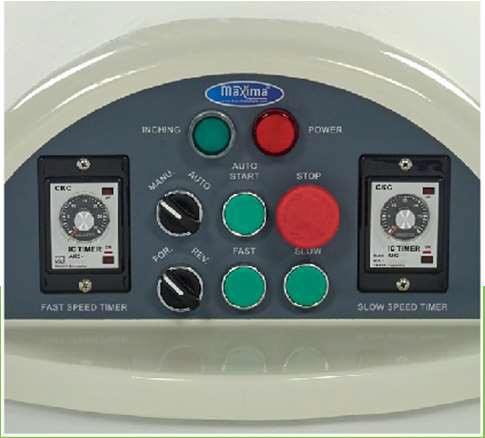 Maxima
INCHING
POWER
AUTO
START
STOP
MANU.
AUTO
CKC
IC TIMER
CKC
IC TIMER
FOR.
REV.
FAST
SLOW
FAST SPEED TIMER
SLOW SPEED TIMER